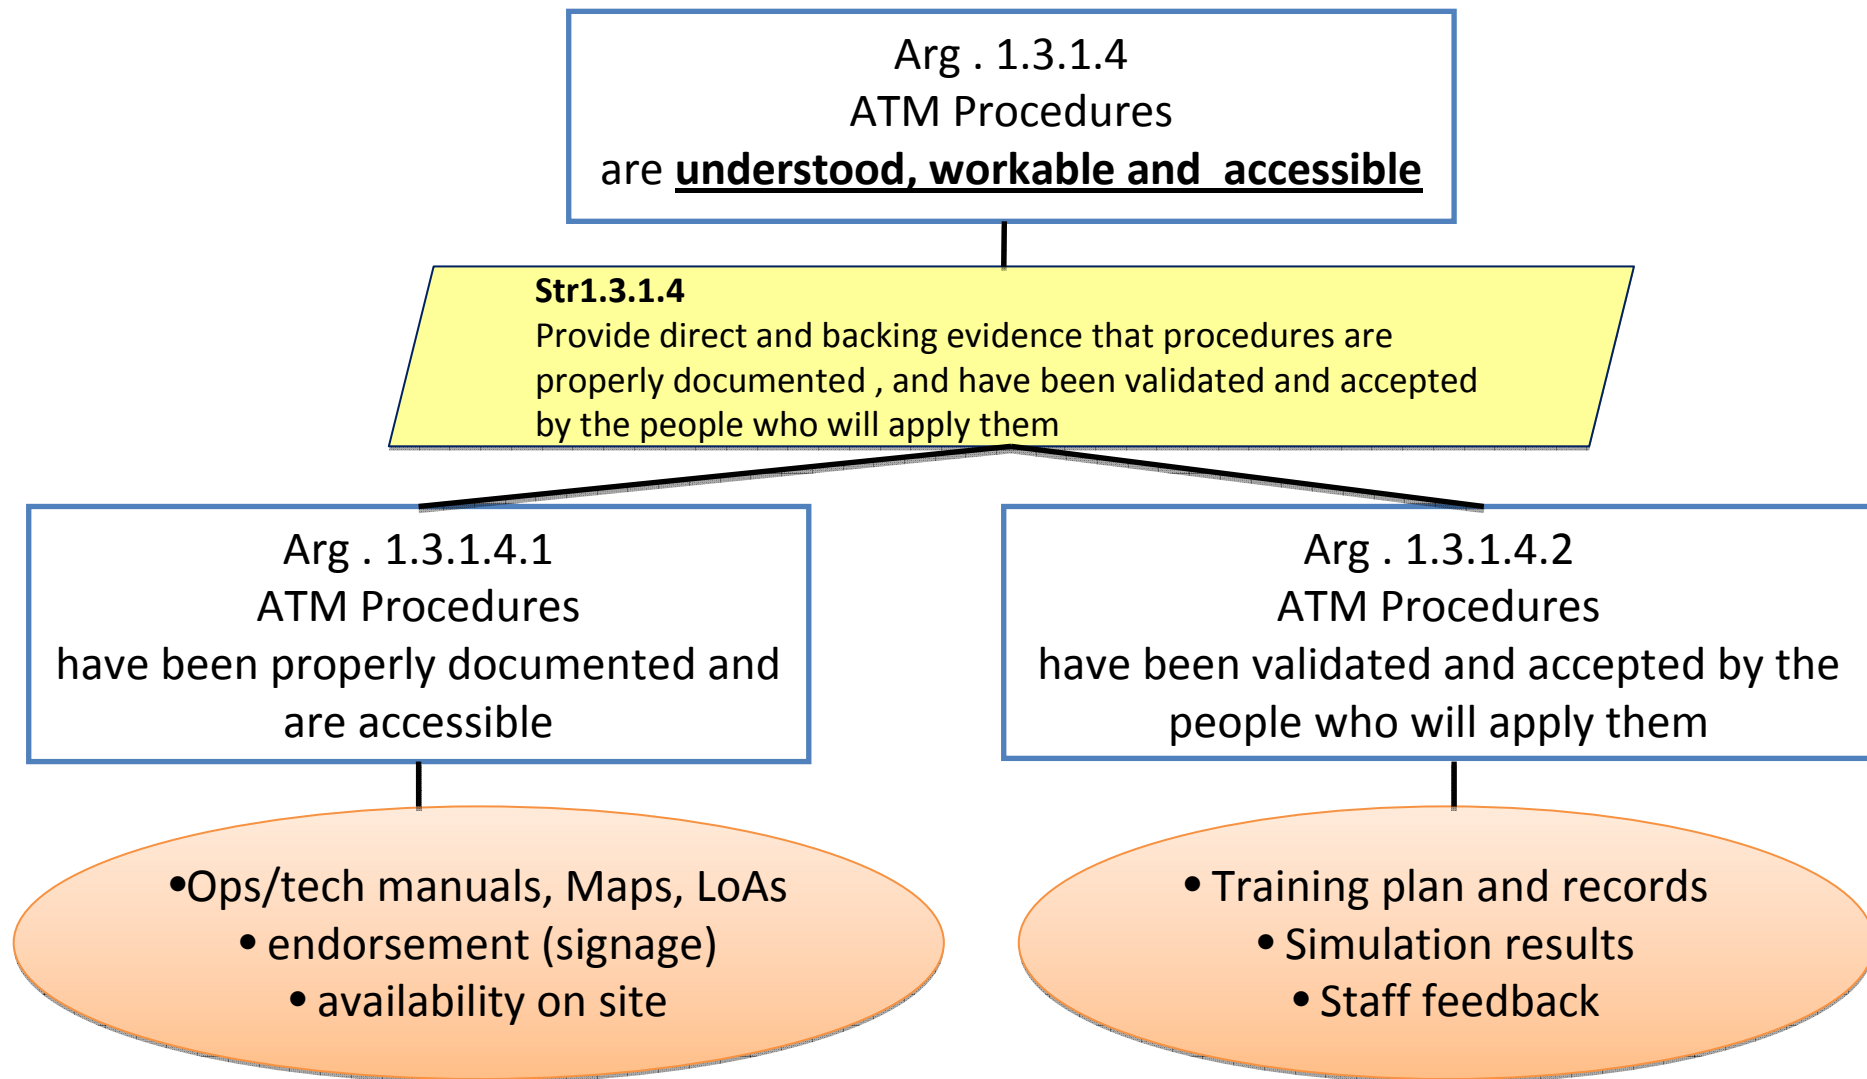 Arg . 1.3.1.4
ATM Procedures
are understood, workable and  accessible
Str1.3.1.4
Provide direct and backing evidence that procedures are
properly documented , and have been validated and accepted
by the people who will apply them
Arg . 1.3.1.4.1
ATM Procedures
have been properly documented and
are accessible
Arg . 1.3.1.4.2
ATM Procedures
have been validated and accepted by the
people who will apply them
•Ops/tech manuals, Maps, LoAs
• endorsement (signage)
• availability on site
• Training plan and records
• Simulation results
• Staff feedback